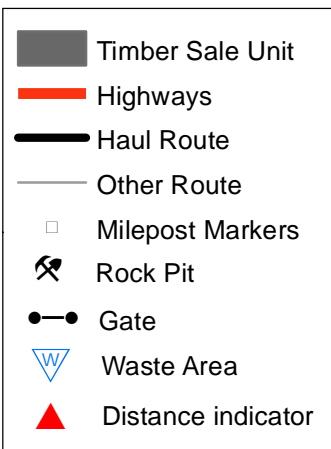 Timber Sale Unit
Highways
Haul Route
Other Route
Milepost Markers
Rock Pit
Gate
W Waste Area
Distance indicator